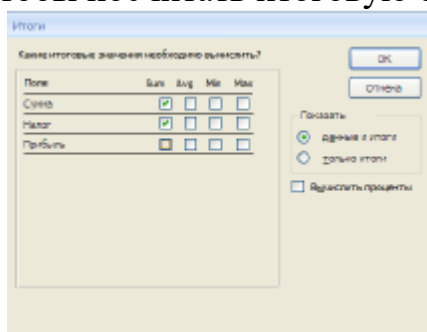 Итоги
Какие итоговые значения необходимо вычислить?
OK
Отмена
Поле Sum Avg Min Max
Сумма
Налог
Прибыль
Показать
данные и итоги
только итоги
Вычислить проценты